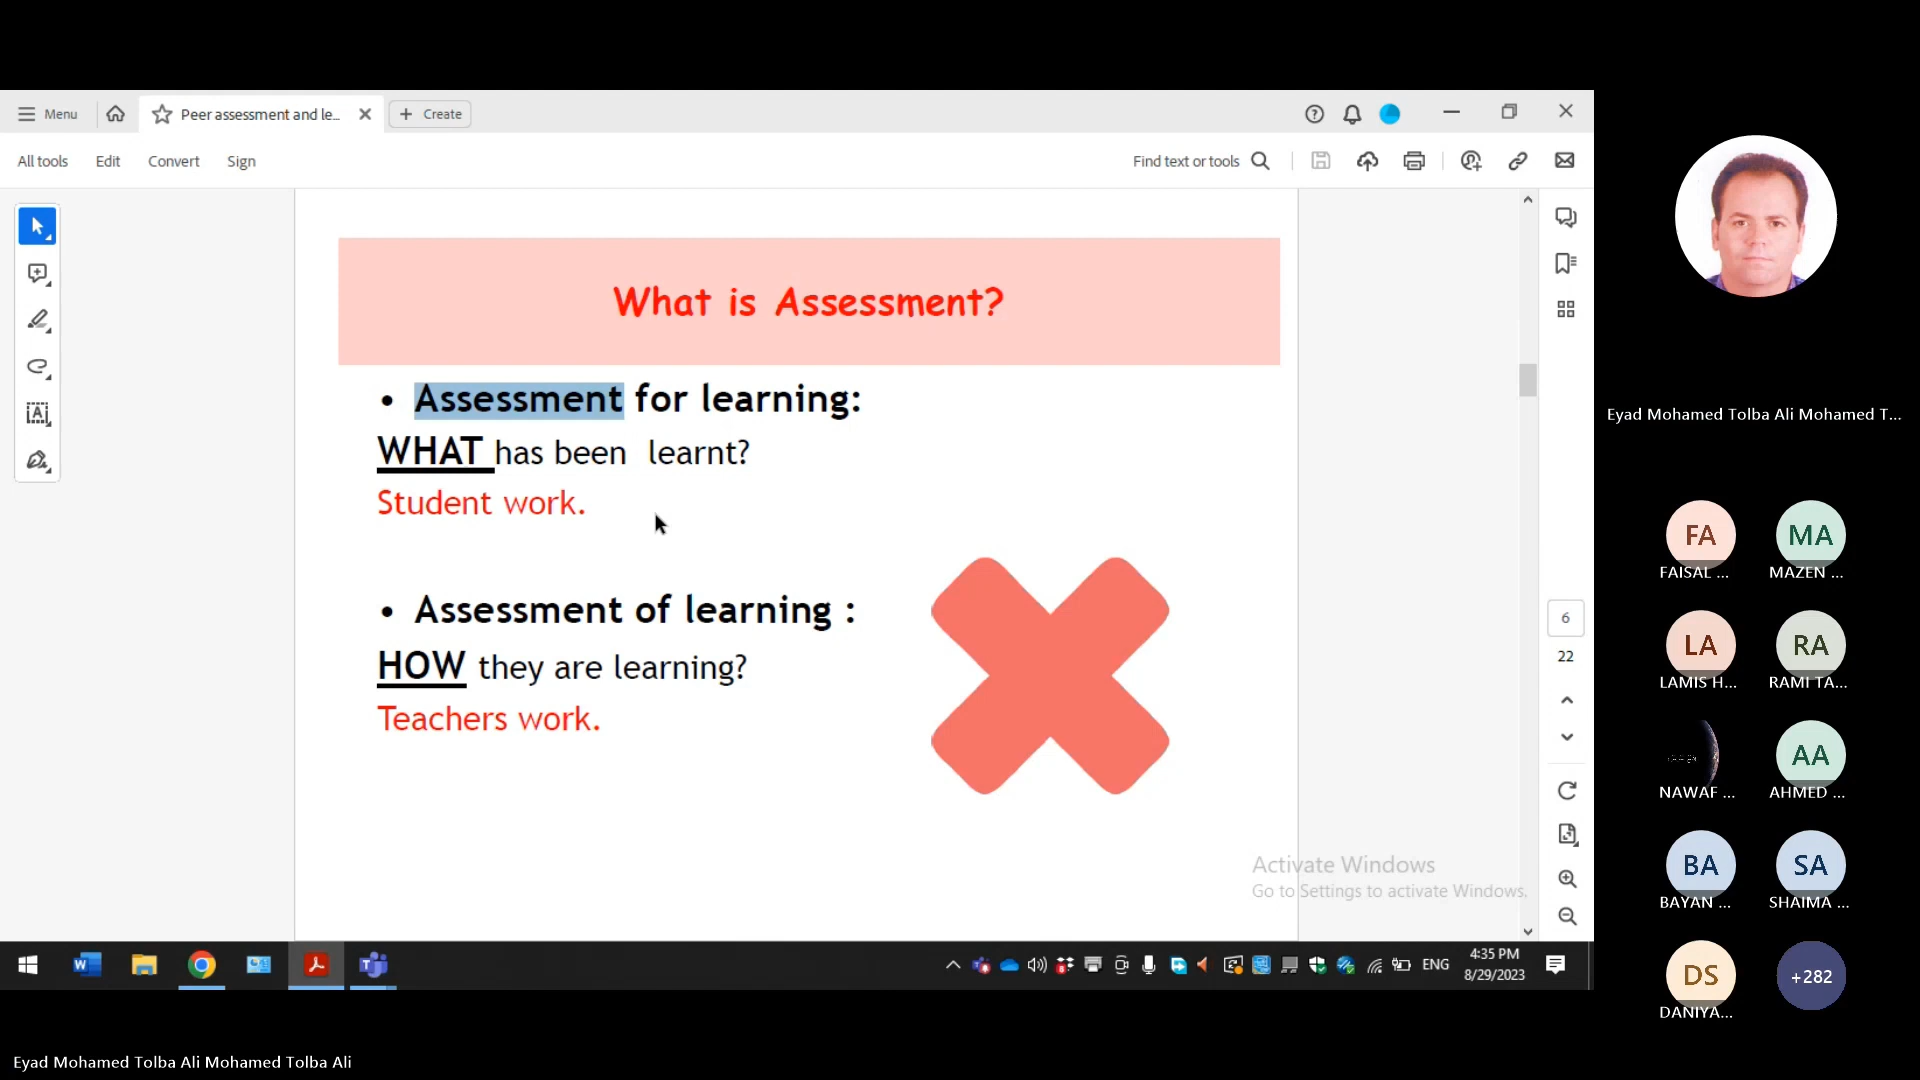 Menu
Peer assessment and le...
Create
All tools
Edit
Convert
Sign
Find text or tools
What is Assessment?
• Assessment for learning:
WHAT has been learnt?
Student work.
• Assessment of learning :
HOW they are learning?
Teachers work.
6
22
Activate Windows
Go to Settings to activate Windows.
ENG
4:35 PM
8/29/2023
Eyad Mohamed Tolba Ali Mohamed T...
FA
FAISAL ...
MA
MAZEN ...
LA
LAMIS H...
RA
RAMI TA...
NAWAF ...
AA
AHMED ...
BA
BAYAN ...
SA
SHAIMA ...
DS
DANIYA...
+282
Eyad Mohamed Tolba Ali Mohamed Tolba Ali